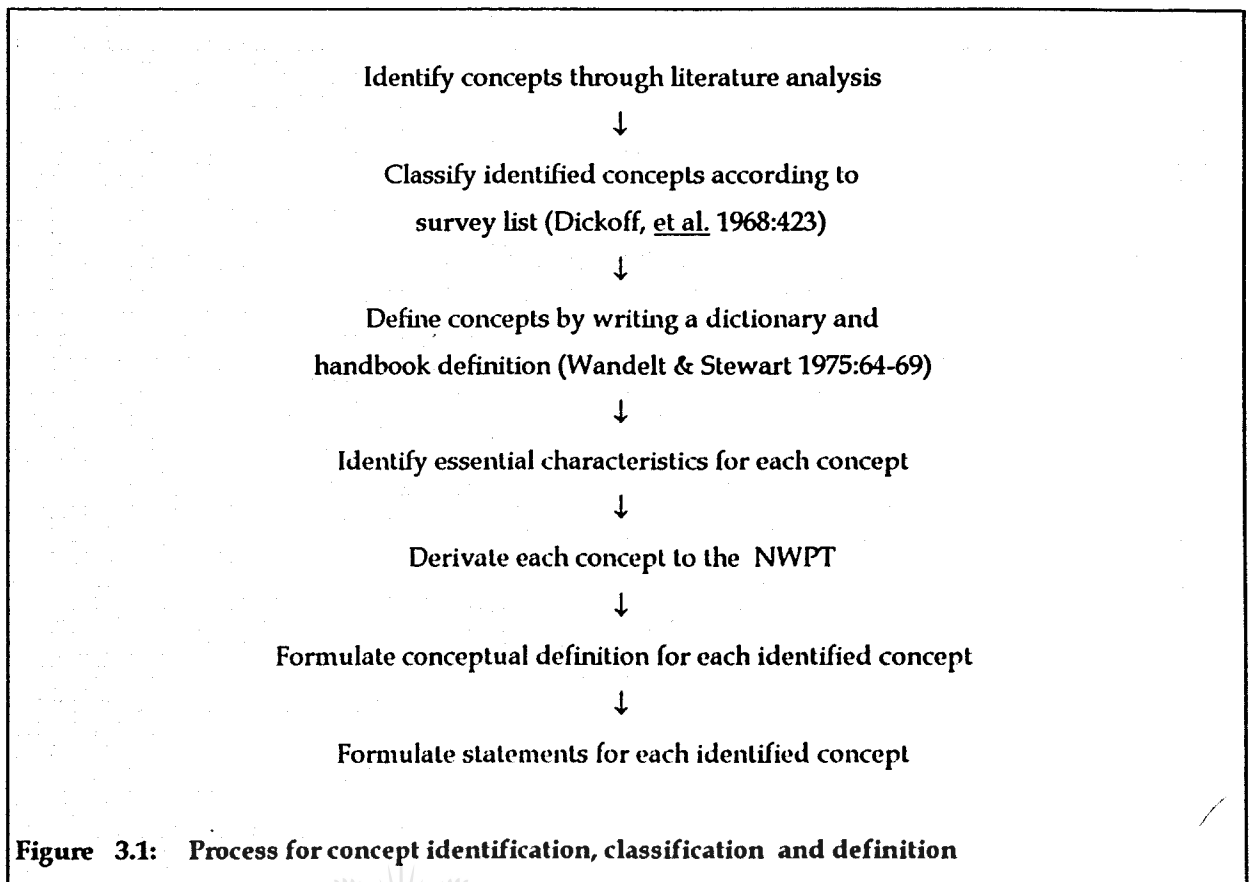 Identify concepts through literature analysis
↓
Classify identified concepts according to
survey list (Dickoff, et al. 1968:423)
↓
Define concepts by writing a dictionary and
handbook definition (Wandelt & Stewart 1975:64-69)
↓
Identify essential characteristics for each concept
↓
Derivate each concept to the NWPT
↓
Formulate conceptual definition for each identified concept
↓
Formulate statements for each identified concept
Figure 3.1: Process for concept identification, classification and definition